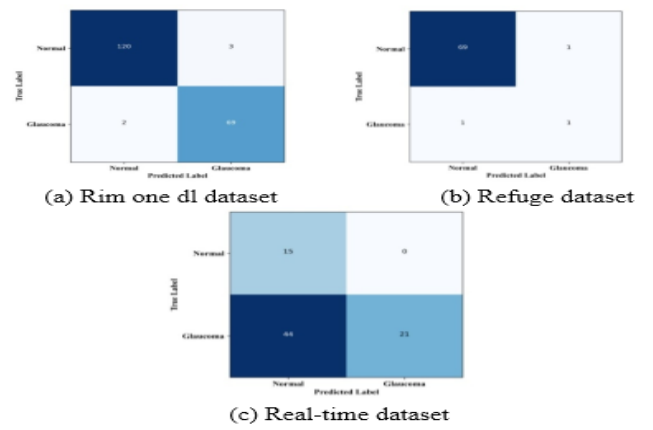 Normal
120 3
True Label
Glaucoma
2 69
Normal Glaucoma
Predicted Label
(a) Rim one dl dataset
Normal
69 1
True Label
Glaucoma
1 1
Normal Glaucoma
Predicted Label
(b) Refuge dataset
Normal
15 0
True Label
Glaucoma
44 21
Normal Glaucoma
Predicted Label
(c) Real-time dataset